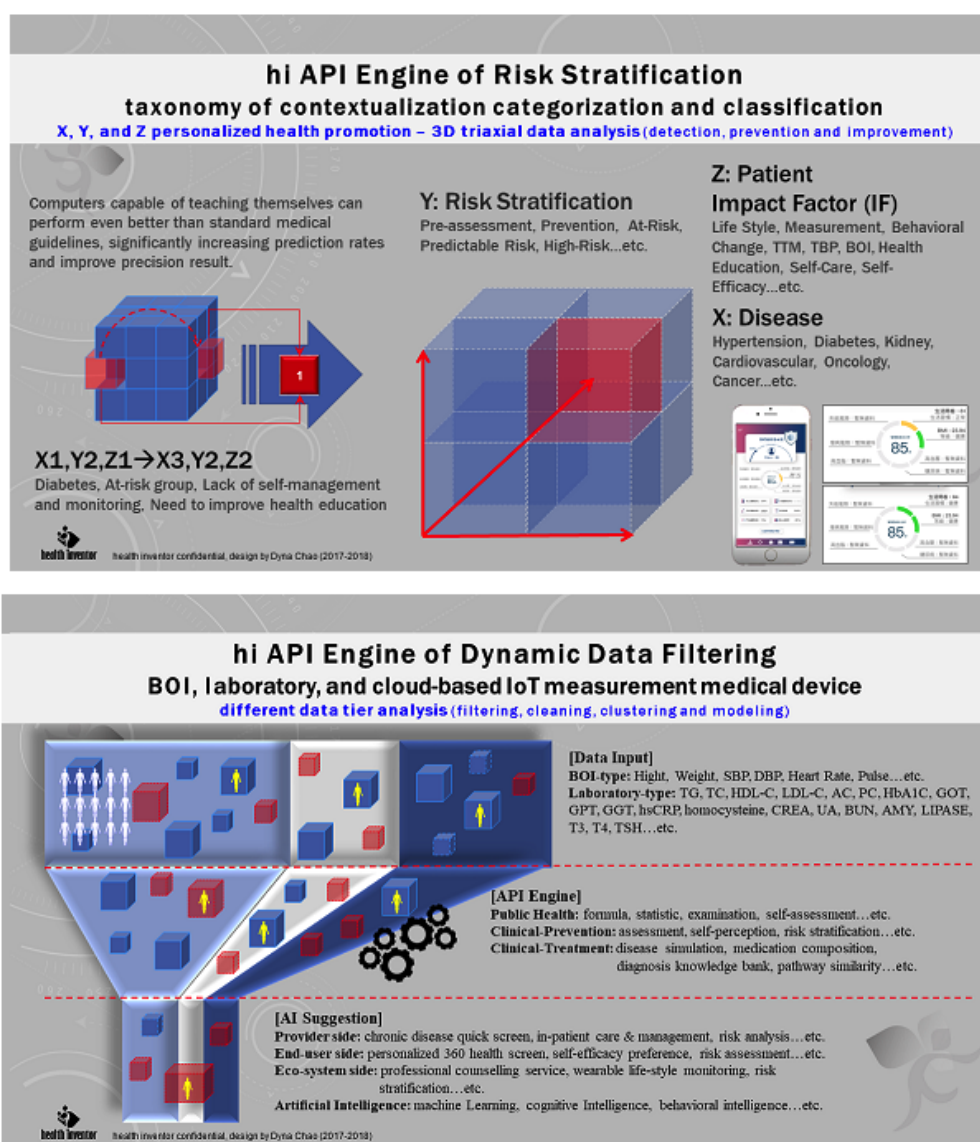 hi API Engine of Risk Stratification
taxonomy of contextualization categorization and classification
X, Y, and Z personalized health promotion – 3D triaxial data analysis (detection, prevention and improvement)
Computers capable of teaching themselves can
perform even better than standard medical
guidelines, significantly increasing prediction rates
and improve precision result.
1
X1,Y2,Z1→X3,Y2,Z2
Diabetes, At-risk group, Lack of self-management
and monitoring, Need to improve health education
Y: Risk Stratification
Pre-assessment, Prevention, At-Risk,
Predictable Risk, High-Risk...etc.
Z: Patient
Impact Factor (IF)
Life Style, Measurement, Behavioral
Change, TTM, TBP, BOI, Health
Education, Self-Care, Self-
Efficacy...etc.
X: Disease
Hypertension, Diabetes, Kidney,
Cardiovascular, Oncology,
Cancer...etc.
85
85
health inventor
health inventor confidential, design by Dyna Chao (2017-2018)
hi API Engine of Dynamic Data Filtering
BOI, laboratory, and cloud-based IoT measurement medical device
different data tier analysis (filtering, cleaning, clustering and modeling)
[Data Input]
BOI-type: Hight, Weight, SBP, DBP, Heart Rate, Pulse...etc.
Laboratory-type: TG, TC, HDL-C, LDL-C, AC, PC, HbA1C, GOT,
GPT, GGT, hsCRP, homocysteine, CREA, UA, BUN, AMY, LIPASE,
T3, T4, TSH...etc.
[API Engine]
Public Health: formula, statistic, examination, self-assessment...etc.
Clinical-Prevention: assessment, self-perception, risk stratification...etc.
Clinical-Treatment: disease simulation, medication composition,
diagnosis knowledge bank, pathway similarity...etc.
[AI Suggestion]
Provider side: chronic disease quick screen, in-patient care & management, risk analysis...etc.
End-user side: personalized 360 health screen, self-efficacy preference, risk assessment...etc.
Eco-system side: professional counselling service, wearable life-style monitoring, risk
stratification...etc.
Artificial Intelligence: machine Learning, cognitive Intelligence, behavioral intelligence...etc.
health inventor
health inventor confidential, design by Dyna Chao (2017-2018)